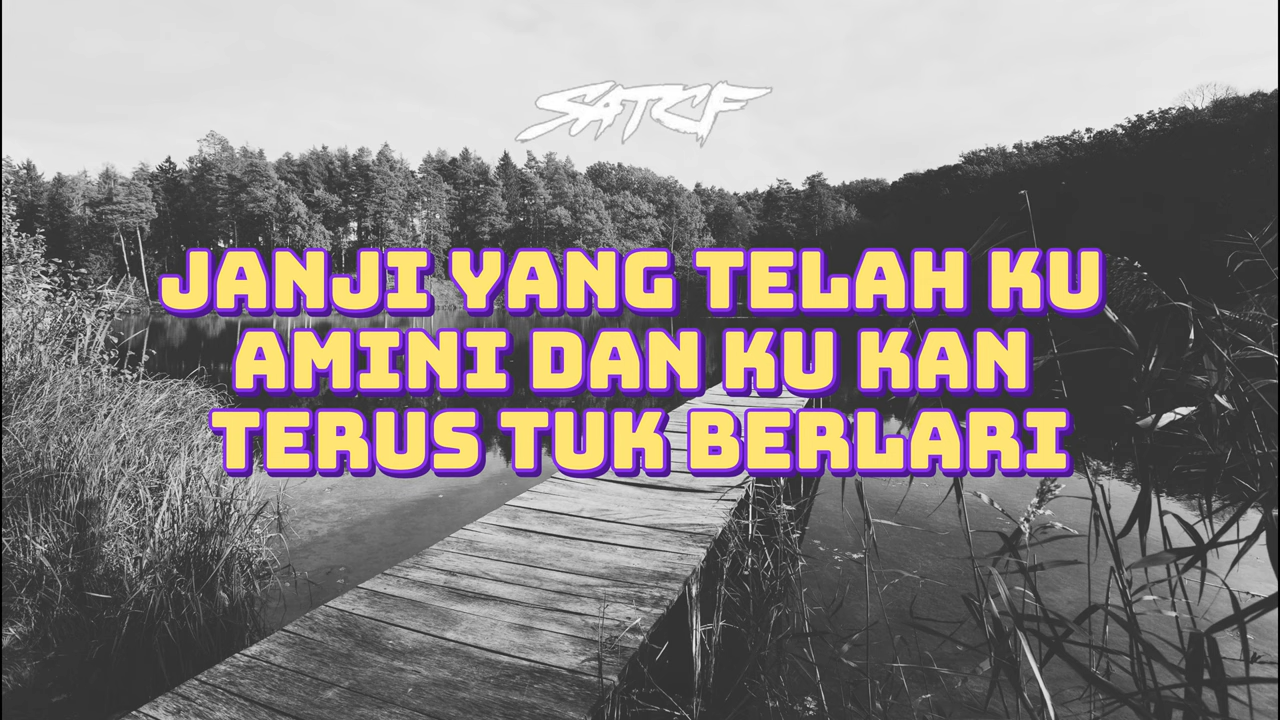 SATCF
JANJI YANG TELAH KU
AMINI DAN KU KAN
TERUS TUK BERLARI